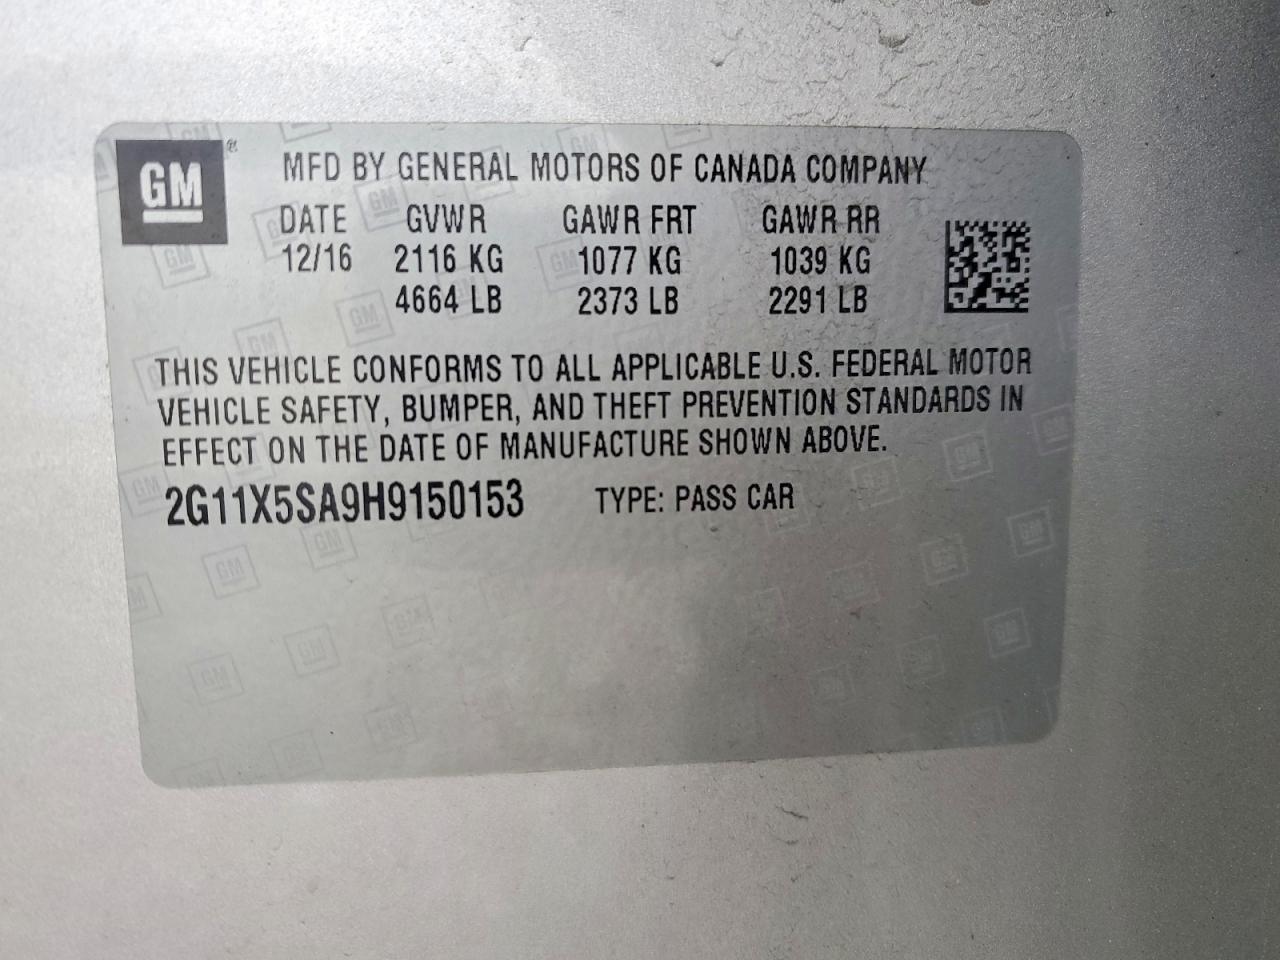 GM
MFD BY GENERAL MOTORS OF CANADA COMPANY
DATE GVWR GAWR FRT GAWR RR
12/16 2116 KG 1077 KG 1039 KG
4664 LB 2373 LB 2291 LB
THIS VEHICLE CONFORMS TO ALL APPLICABLE U.S. FEDERAL MOTOR
VEHICLE SAFETY, BUMPER, AND THEFT PREVENTION STANDARDS IN
EFFECT ON THE DATE OF MANUFACTURE SHOWN ABOVE.
2G11X5SA9H9150153 TYPE: PASS CAR